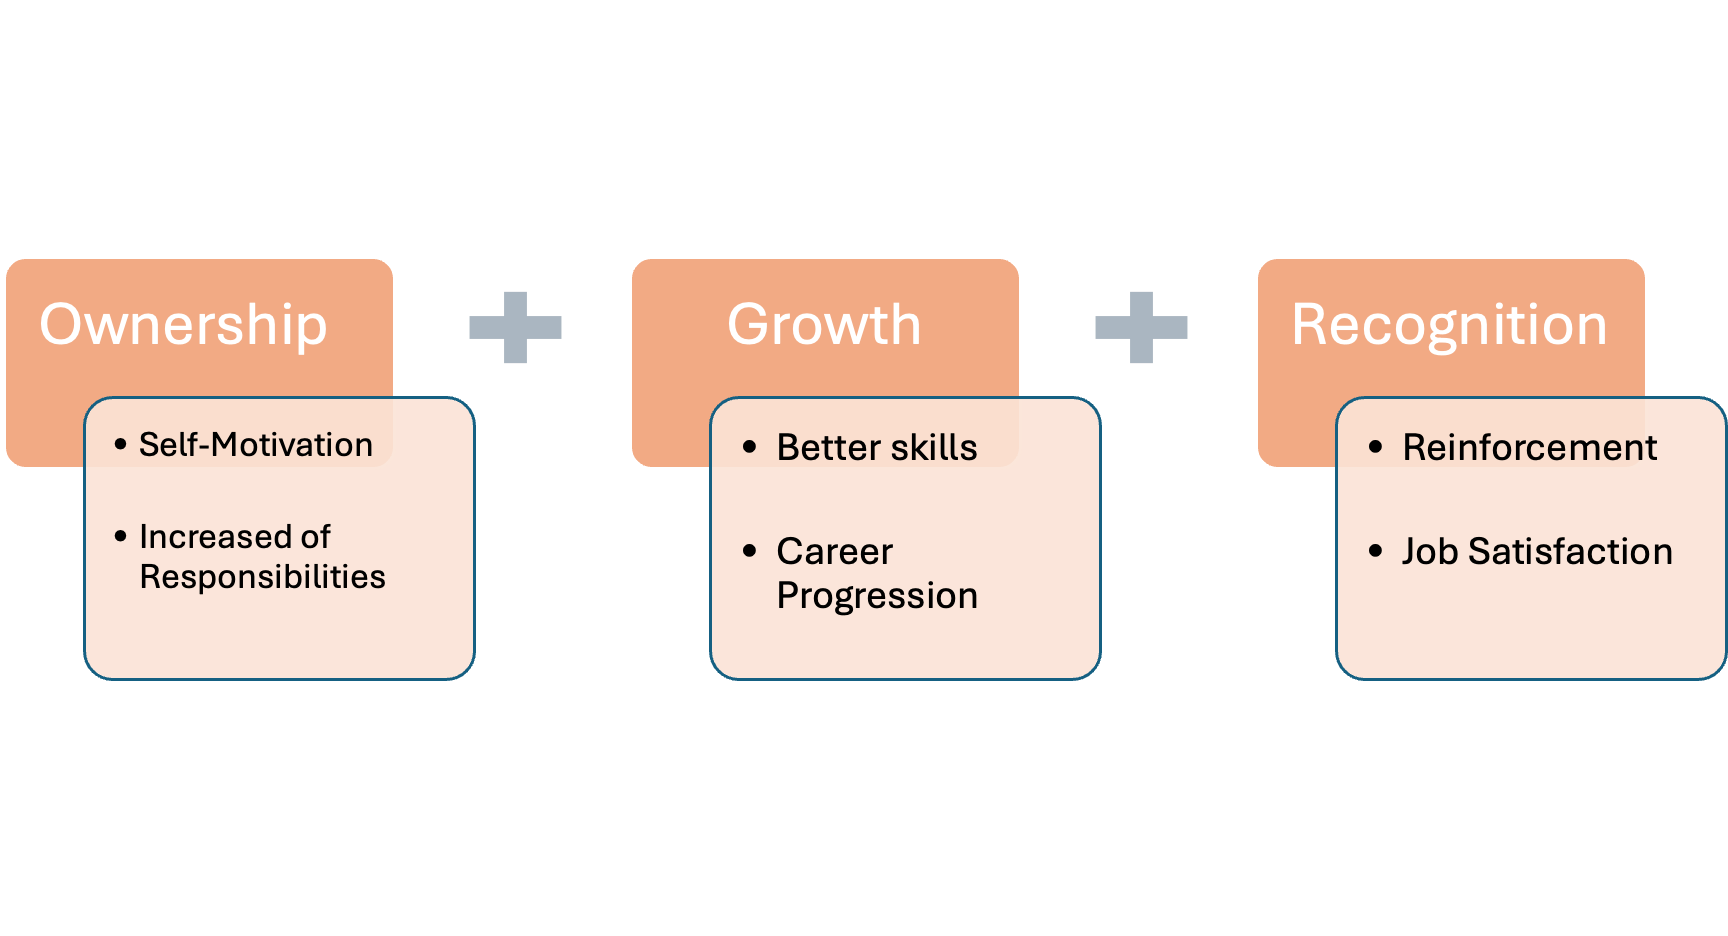 Ownership
• Self-Motivation
• Increased of
Responsibilities
Growth
• Better skills
• Career
Progression
Recognition
• Reinforcement
• Job Satisfaction